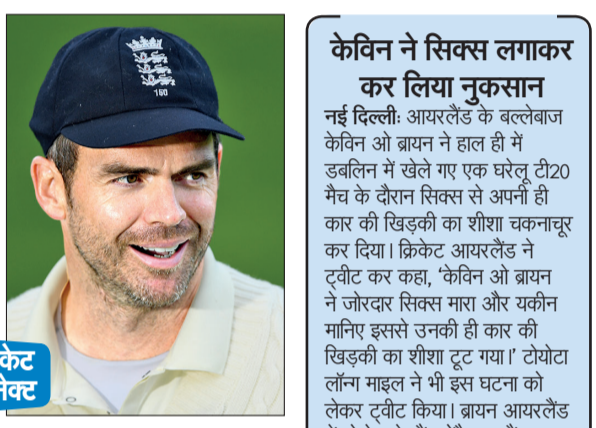 160
केट
नेक्ट
केविन ने सिक्स लगाकर
कर लिया नुकसान
नई दिल्ली: आयरलैंड के बल्लेबाज
केविन ओ ब्रायन ने हाल ही में
डबलिन में खेले गए एक घरेलू टी20
मैच के दौरान सिक्स से अपनी ही
कार की खिड़की का शीशा चकनाचूर
कर दिया। क्रिकेट आयरलैंड ने
ट्वीट कर कहा, ‘केविन ओ ब्रायन
ने जोरदार सिक्स मारा और यकीन
मानिए इससे उनकी ही कार की
खिड़की का शीशा टूट गया।’ टोयोटा
लॉन्ग माइल ने भी इस घटना को
लेकर ट्वीट किया। ब्रायन आयरलैंड